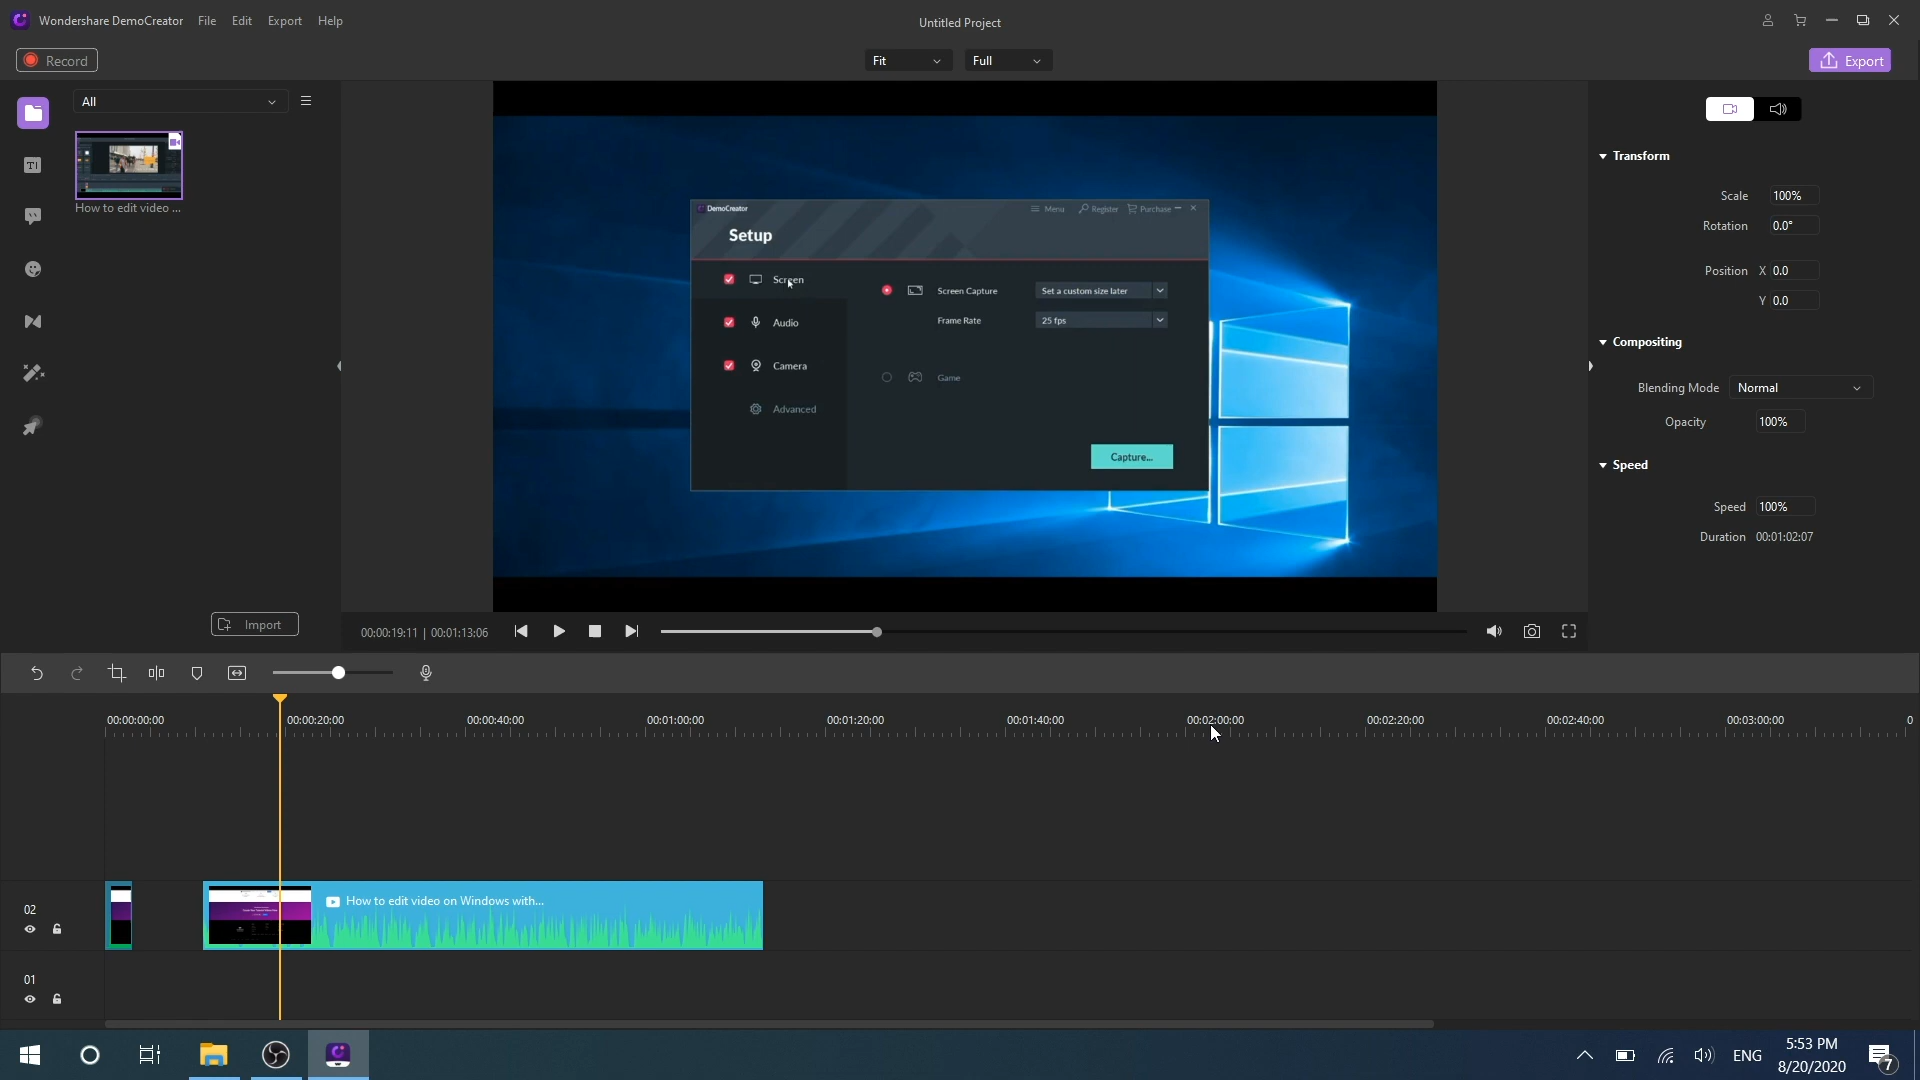 Wondershare DemoCreator File Edit Export Help
Untitled Project
Record
Fit
Full
Export
All
How to edit video ...
DemoCreator
Menu Register Purchase
Setup
Screen
Screen Capture Set a custom size later
Frame Rate 25 fps
Audio
Camera
Game
Advanced
Capture...
Transform
Scale 100%
Rotation 0.0°
Position X 0.0
Y 0.0
Compositing
Blending Mode Normal
Opacity 100%
Speed
Speed 100%
Duration 00:01:02:07
Import
00:00:19:11 | 00:01:13:06
00:00:00:00 00:00:20:00 00:00:40:00 00:01:00:00 00:01:20:00 00:01:40:00 00:02:00:00 00:02:20:00 00:02:40:00 00:03:00:00 0
02
How to edit video on Windows with...
01
ENG
5:53 PM
8/20/2020
7